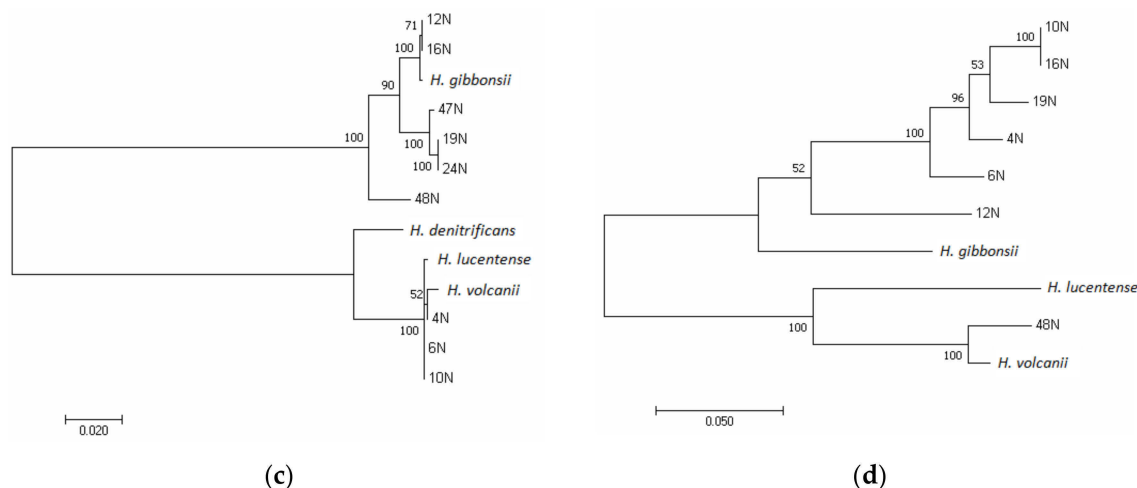 12N
71
16N
100
H. gibbonsii
90
47N
100
19N
100
24N
100
48N
H. denitrificans
H. lucentense
H. volcanii
52
4N
100
6N
10N
0.020
(c)
10N
100
16N
53
19N
96
4N
100
6N
52
12N
H. gibbonsii
H. lucentense
100
48N
100
H. volcanii
0.050
(d)